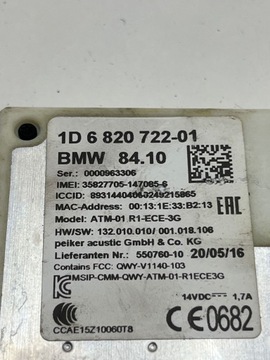 1D 6 820 722-01
BMW 84.10
Ser.: 0000963306
IMEI: 35827705-147085-6
ICCID: 8931440400249215865
MAC-Address: 00:13:1E:33:B2:13
Model: ATM-01 R1-ECE-3G
HW/SW: 132.010.010/ 001.018.106
peiker acustic GmbH & Co. KG
Lieferanten Nr.: 550760-10 20/05/16
Contains FCC: QWY-V1140-103
MSIP-CMM-QWY-ATM-01-R1ECE3G
14VDC 1,7A
CE0682
CCAE15Z10060T8
EAC